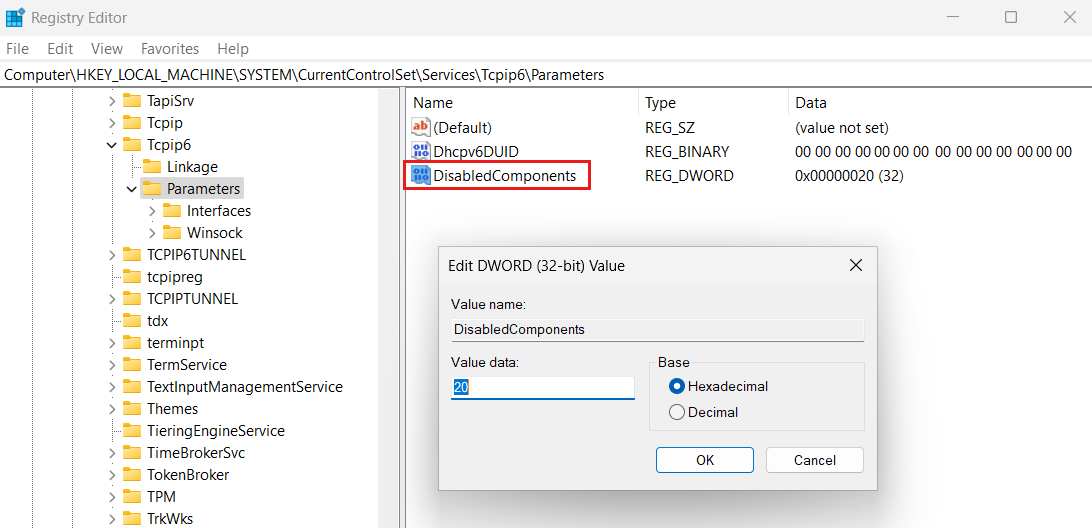 Registry Editor
File Edit View Favorites Help
Computer\HKEY_LOCAL_MACHINE\SYSTEM\CurrentControlSet\Services\Tcpip6\Parameters
TapiSrv
Tcpip
Tcpip6
Linkage
Parameters
Interfaces
Winsock
TCPIP6TUNNEL
tcpipreg
TCPIPTUNNEL
tdx
terminpt
TermService
TextInputManagementService
Themes
TieringEngineService
TimeBrokerSvc
TokenBroker
TPM
TrkWks
Name Type Data
(Default) REG_SZ (value not set)
Dhcpv6DUID REG_BINARY 00 00 00 00 00 00 00 00 00 00 00 00 00 00
DisabledComponents REG_DWORD 0x00000020 (32)
Edit DWORD (32-bit) Value
Value name:
DisabledComponents
Value data:
20
Base
Hexadecimal
Decimal
OK Cancel